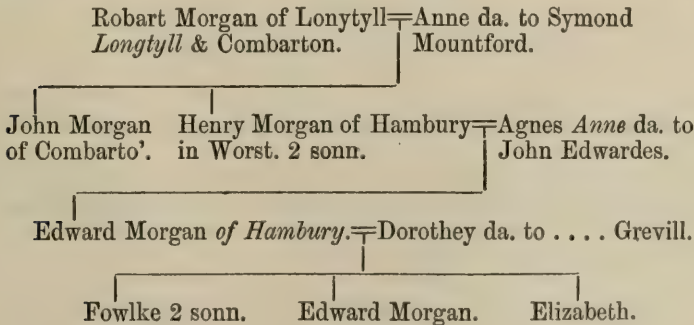 Robart Morgan of Lonytyll Anne da. to Symond
Longtyll & Combarton. Mountford.
John Morgan Henry Morgan of Hambury Agnes Anne da. to
of Combarto'. in Worst. 2 sonn. John Edwardes.
Edward Morgan of Hambury. Dorothey da. to . . . . Grevill.
Fowlke 2 sonn. Edward Morgan. Elizabeth.